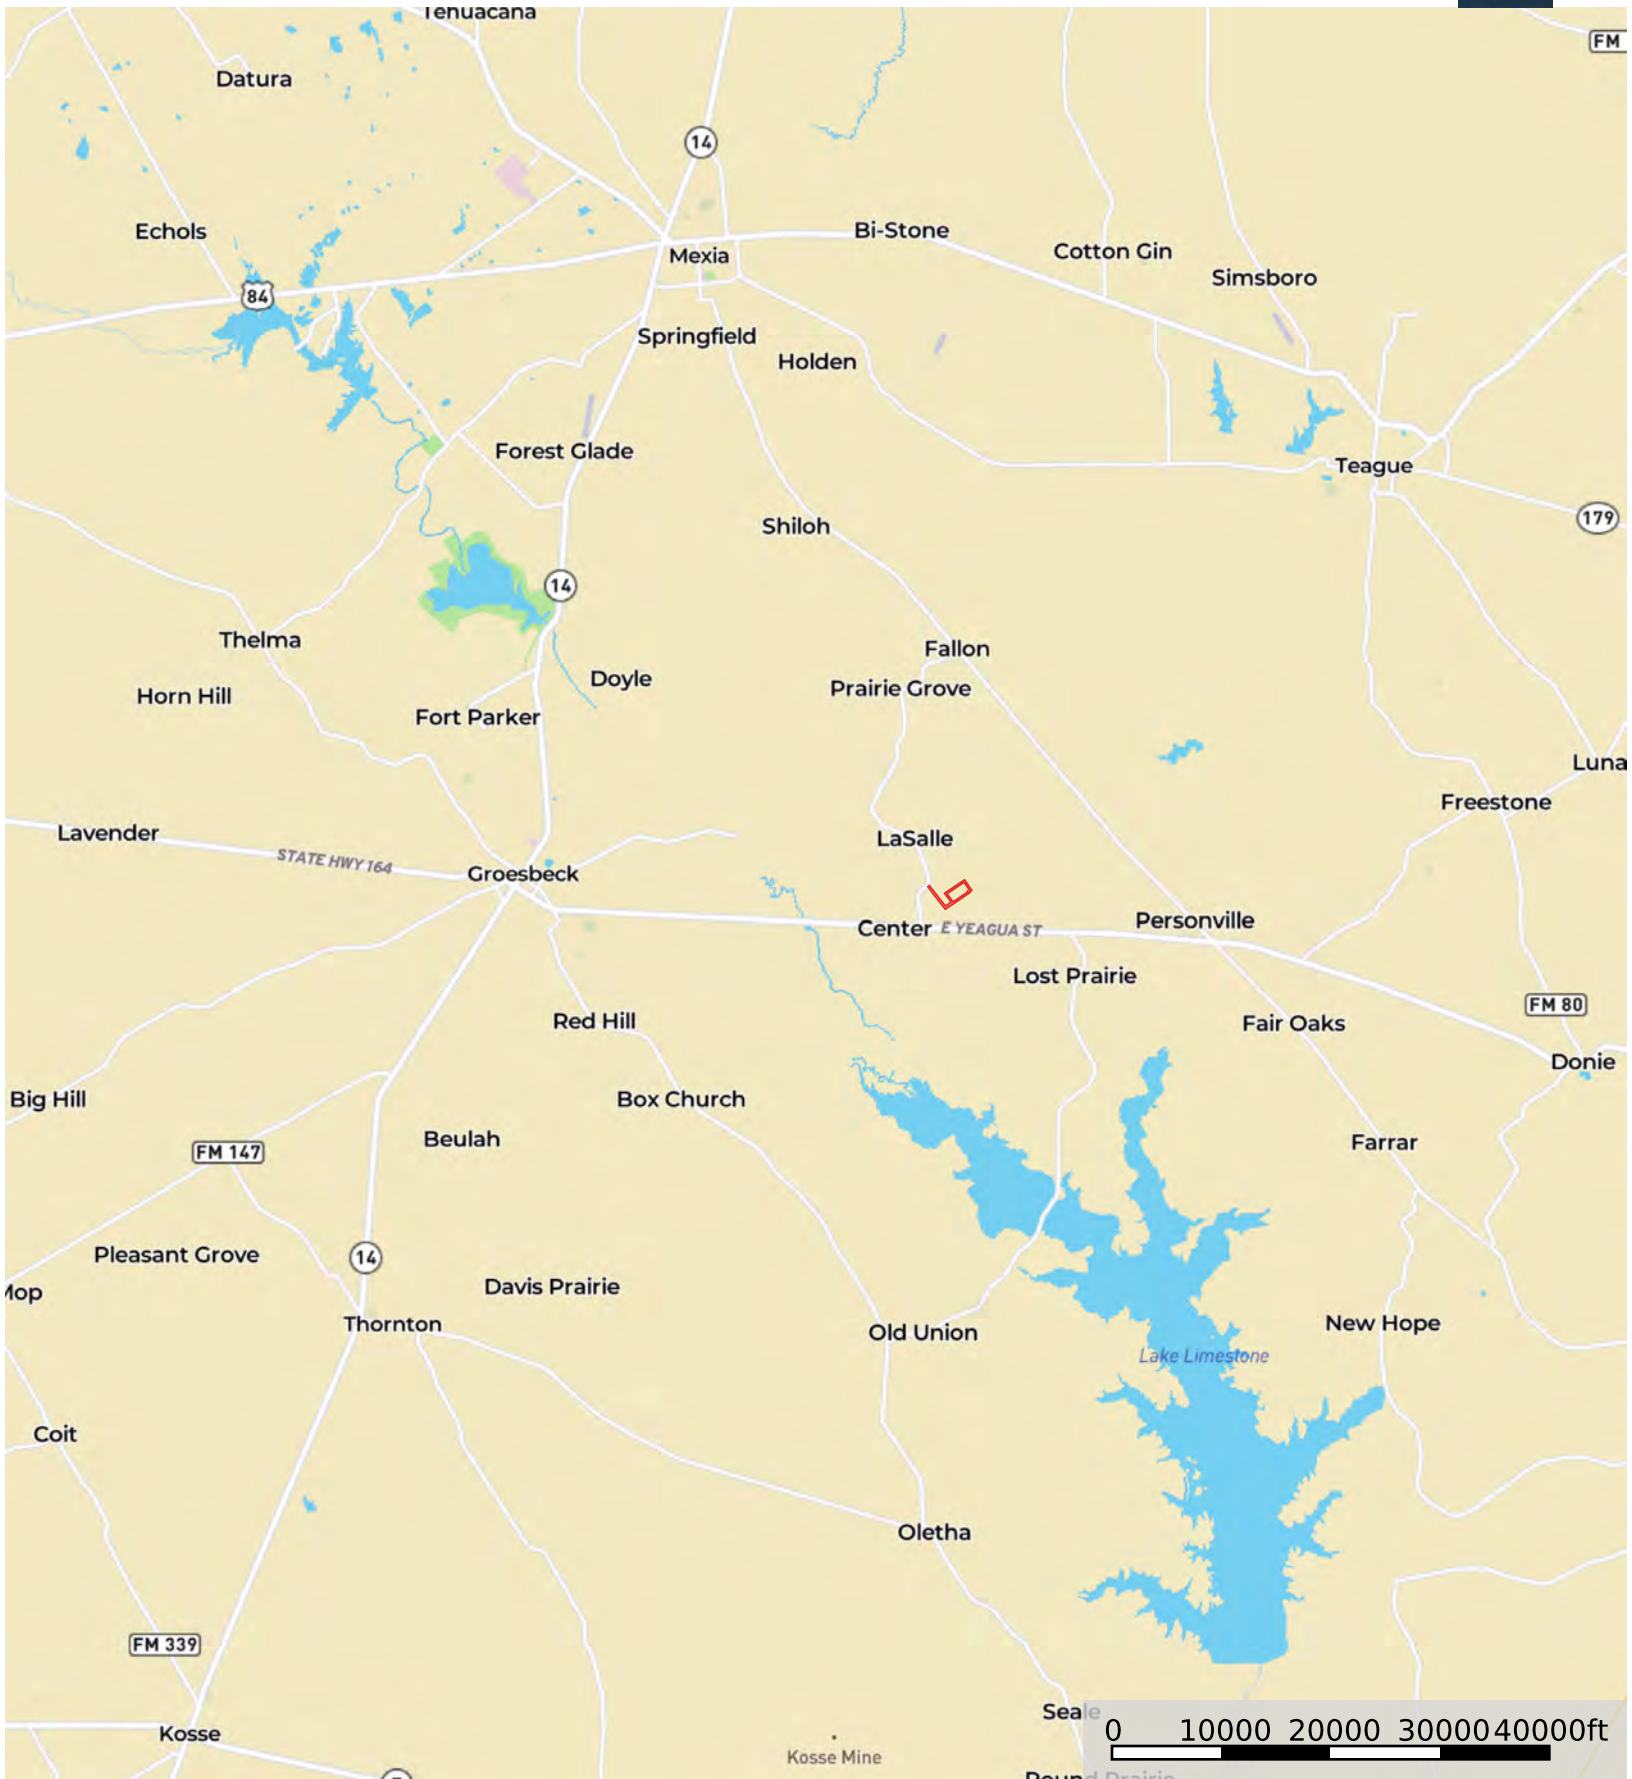 Tehuacana
FM
Datura
14
Echols
Bi-Stone
Cotton Gin
Mexia
Simsboro
84
Springfield
Holden
Forest Glade
Teague
179
Shiloh
14
Thelma
Fallon
Doyle
Prairie Grove
Horn Hill
Fort Parker
Luna
Freestone
Lavender
LaSalle
STATE HWY 164
Groesbeck
Personville
Center
E YEAGUA ST
Lost Prairie
FM 80
Red Hill
Fair Oaks
Donie
Big Hill
Box Church
Beulah
Farrar
FM 147
Pleasant Grove
14
Davis Prairie
Mop
Thornton
New Hope
Old Union
Lake Limestone
Coit
Oletha
FM 339
Seale
Kosse
Kosse Mine
0 10000 20000 30000 40000ft
Round Prairie